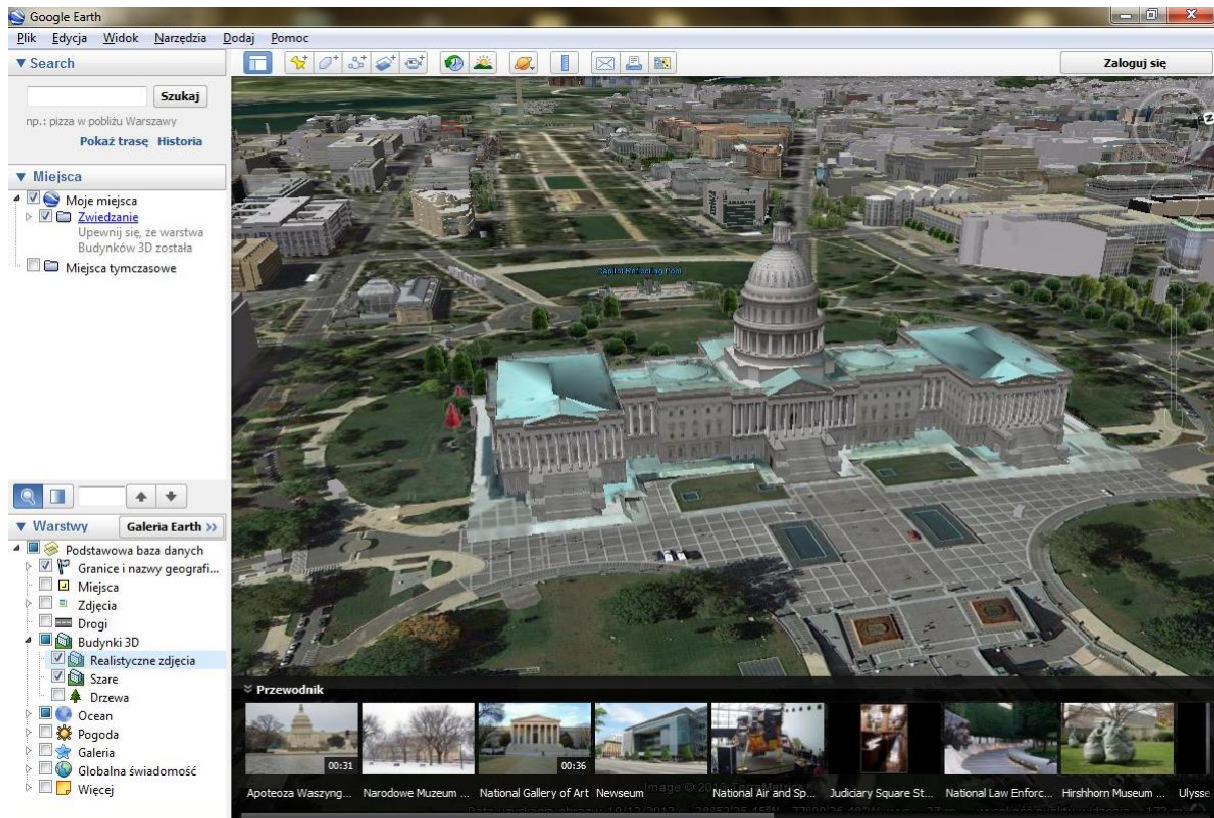 Google Earth
Plik Edycja Widok Narzędzia Dodaj Pomoc
Search
Zaloguj się
Szukaj
np.: pizza w pobliżu Warszawy
Pokaż trasę Historia
Miejsca
Moje miejsca
Zwiedzanie
Upewnij się, że warstwa
Budynków 3D została
Miejsca tymczasowe
Capitol Reflecting Pool
Warstwy Galeria Earth >>
Podstawowa baza danych
Granice i nazwy geografi...
Miejsca
Zdjęcia
Drogi
Budynki 3D
Realistyczne zdjęcia
Szare
Drzewa
Ocean
Pogoda
Galeria
Globalna świadomość
Więcej
Przewodnik
00:31 00:36
Apoteoza Waszyng... Narodowe Muzeum ... National Gallery of Art Newseum National Air and Sp... Judiciary Square St... National Law Enforc... Hirshhorn Museum ... Ulysse